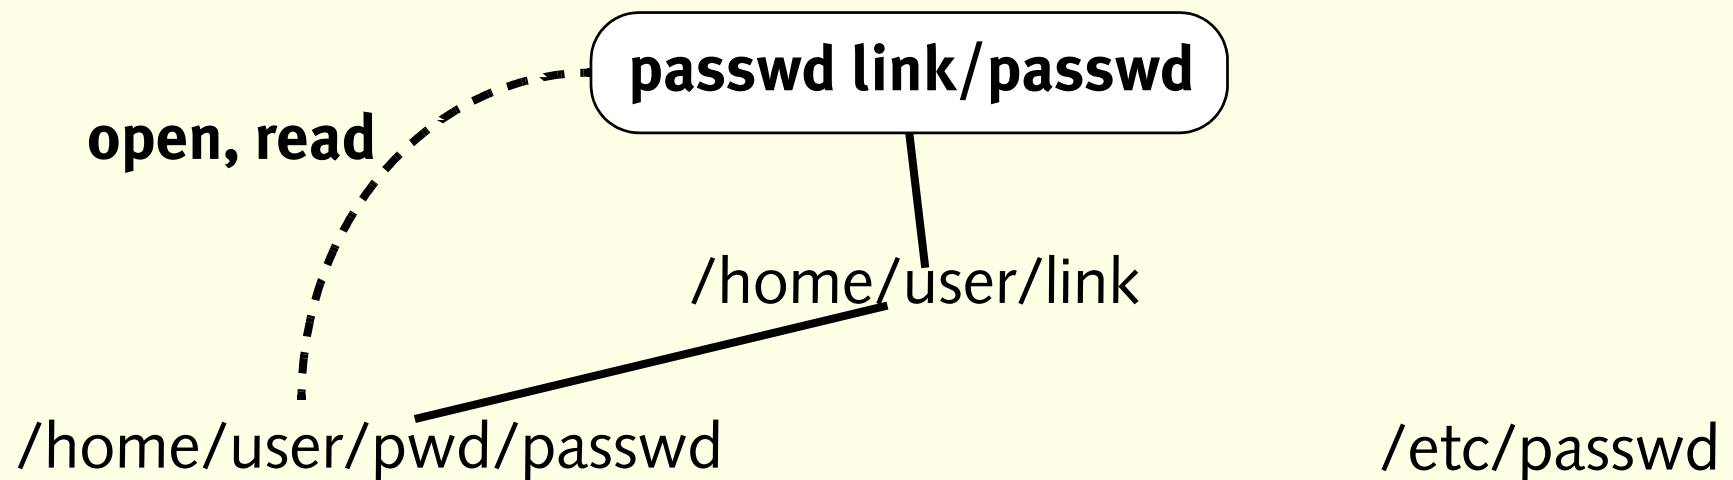 passwd link/passwd
open, read
/home/user/link
/home/user/pwd/passwd
/etc/passwd